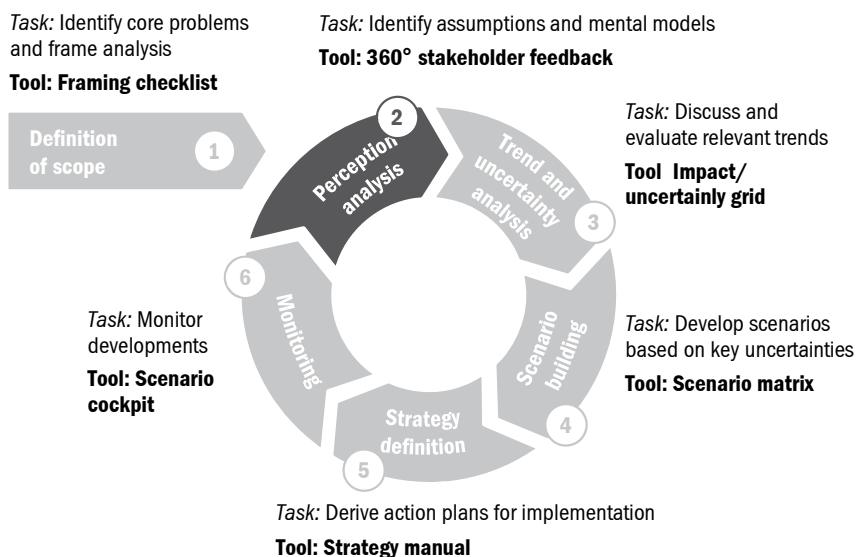 Task: Identify core problems
and frame analysis
Tool: Framing checklist
Task: Identify assumptions and mental models
Tool: 360° stakeholder feedback
Definition
of scope
1
2
Perception
analysis
Trend and
uncertainty
analysis
3
Task: Discuss and
evaluate relevant trends
Tool Impact/
uncertainly grid
6
Monitoring
Task: Monitor
developments
Tool: Scenario
cockpit
Scenario
building
4
Task: Develop scenarios
based on key uncertainties
Tool: Scenario matrix
Strategy
definition
5
Task: Derive action plans for implementation
Tool: Strategy manual